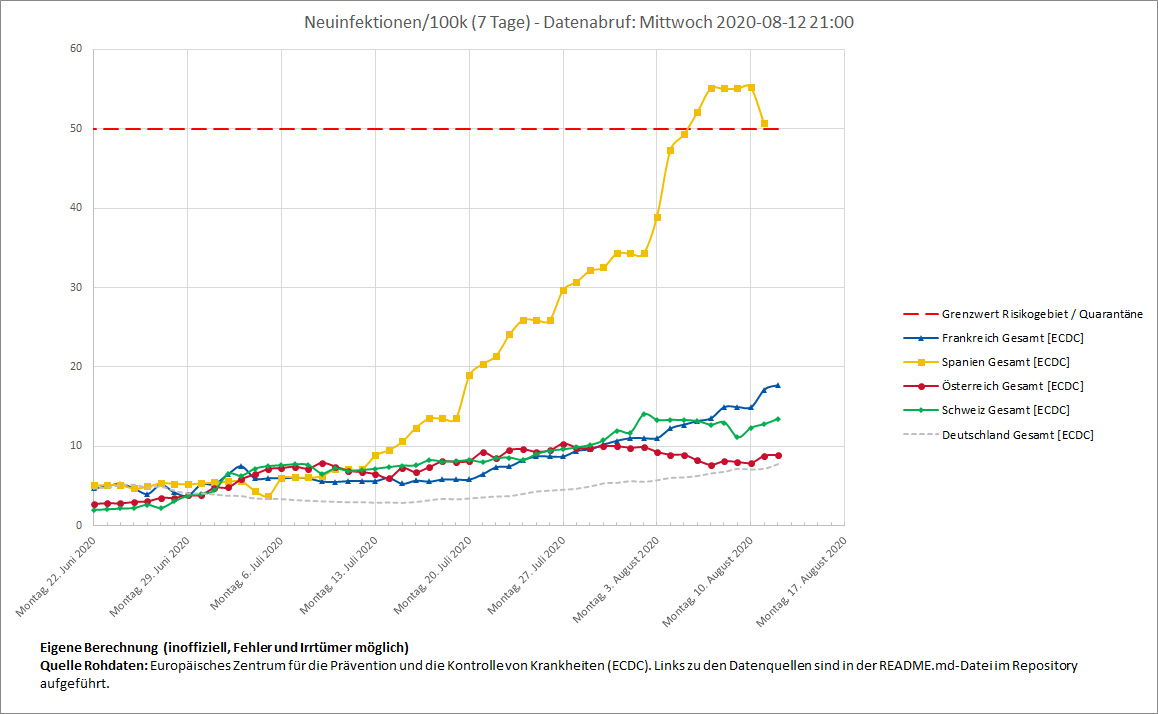 Neuinfektionen/100k (7 Tage) - Datenabruf: Mittwoch 2020-08-12 21:00
60
50
40
30
20
10
0
Montag, 22. Juni 2020
Montag, 29. Juni 2020
Montag, 6. Juli 2020
Montag, 13. Juli 2020
Montag, 20. Juli 2020
Montag, 27. Juli 2020
Montag, 3. August 2020
Montag, 10. August 2020
Montag, 17. August 2020
Grenzwert Risikogebiet / Quarantäne
Frankreich Gesamt [ECDC]
Spanien Gesamt [ECDC]
Österreich Gesamt [ECDC]
Schweiz Gesamt [ECDC]
Deutschland Gesamt [ECDC]
Eigene Berechnung (inoffiziell, Fehler und Irrtümer möglich)
Quelle Rohdaten: Europäisches Zentrum für die Prävention und die Kontrolle von Krankheiten (ECDC). Links zu den Datenquellen sind in der README.md-Datei im Repository
aufgeführt.